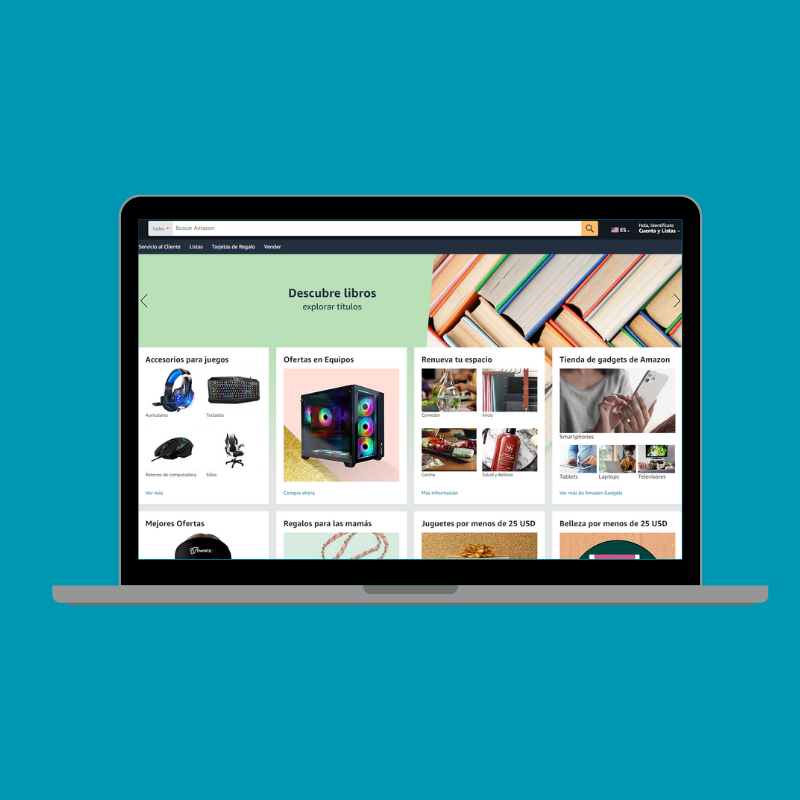 Todos
Buscar Amazon
ES
Hola, Identifícate
Cuenta y Listas
Servicio al Cliente
Listas
Tarjetas de Regalo
Vender
Descubre libros
explorar títulos
Accesorios para juegos
Auriculares
Teclados
Ratones de computadora
Sillas
Ver más
Ofertas en Equipos
Compra ahora
Renueva tu espacio
Comedor
Inicio
Cocina
Salud y Belleza
Más información
Tienda de gadgets de Amazon
Smartphones
Tablets
Laptops
Televisores
Ver más de Amazon Gadgets
Mejores Ofertas
Regalos para las mamás
Juguetes por menos de 25 USD
Belleza por menos de 25 USD